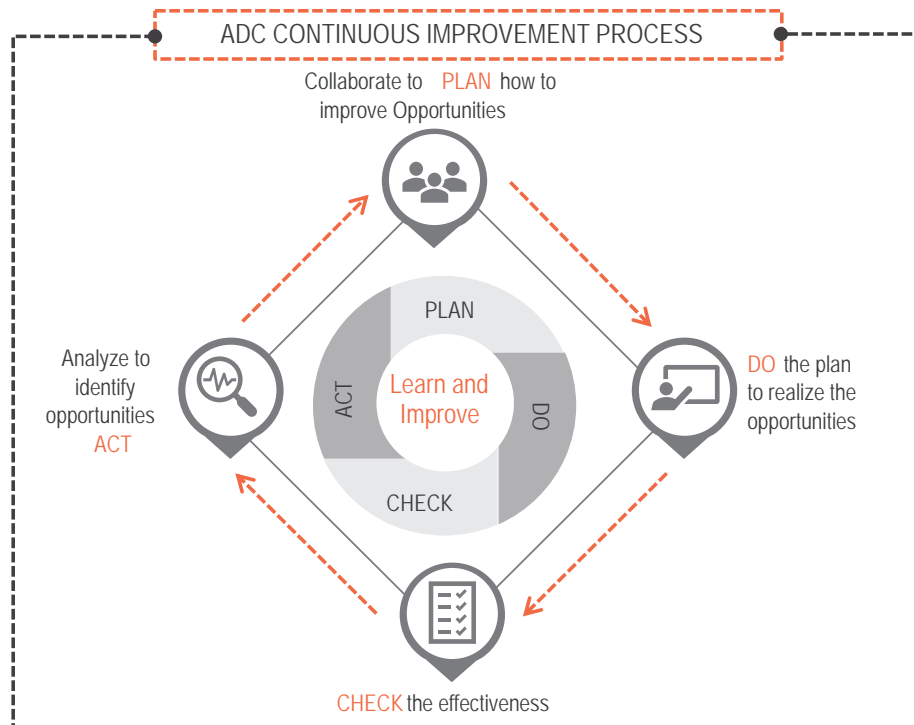 ADC CONTINUOUS IMPROVEMENT PROCESS
Collaborate to PLAN how to
improve Opportunities
PLAN
Analyze to
identify
opportunities
ACT
ACT
Learn and
Improve
DO
DO the plan
to realize the
opportunities
CHECK
CHECK the effectiveness